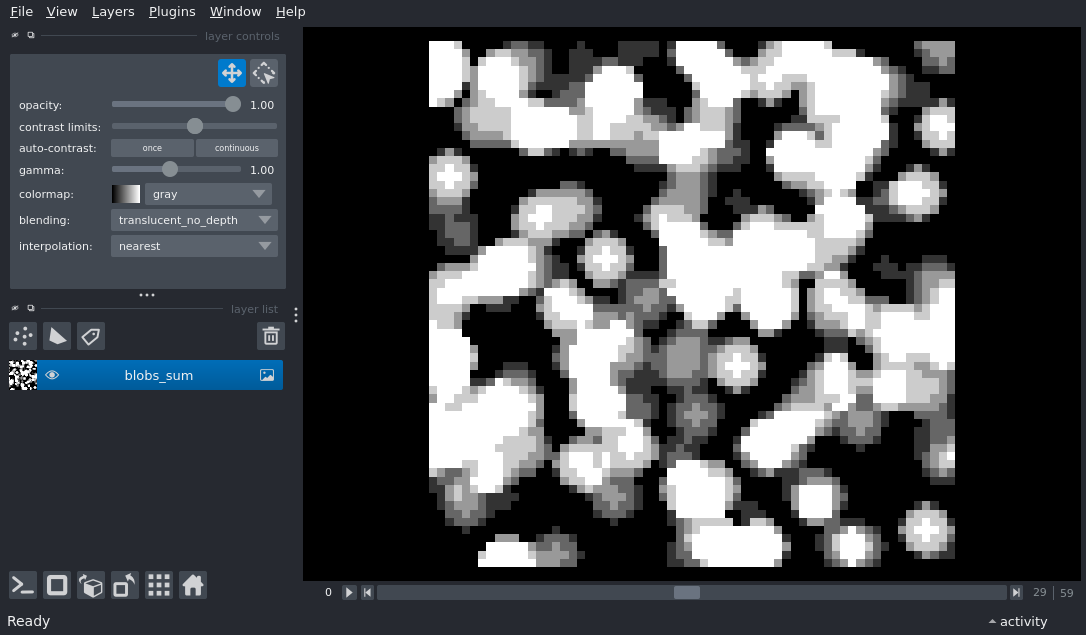 File View Layers Plugins Window Help
layer controls
opacity: 1.00
contrast limits:
auto-contrast: once continuous
gamma: 1.00
colormap: gray
blending: translucent_no_depth
interpolation: nearest
layer list
blobs_sum
0 29 59
Ready activity